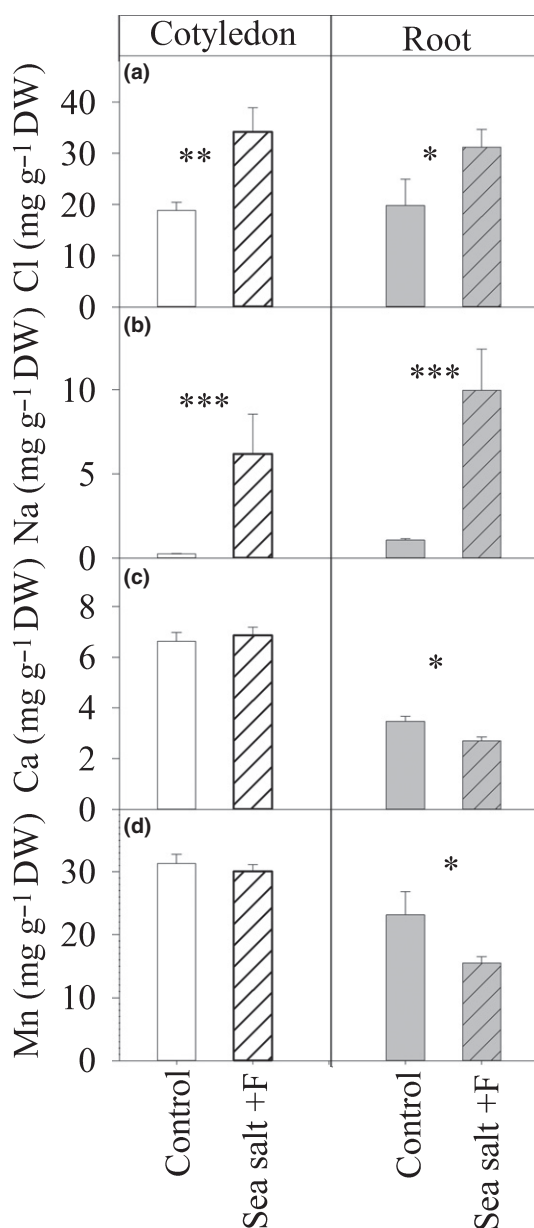 Cotyledon Root
(a)
Cl (mg g–1 DW)
40
30
20
10
0
** *
(b)
Na (mg g–1 DW)
10
5
0
*** ***
(c)
Ca (mg g–1 DW)
8
6
4
2
0
*
(d)
Mn (mg g–1 DW)
30
20
10
0
*
Control
Sea salt +F
Control
Sea salt +F